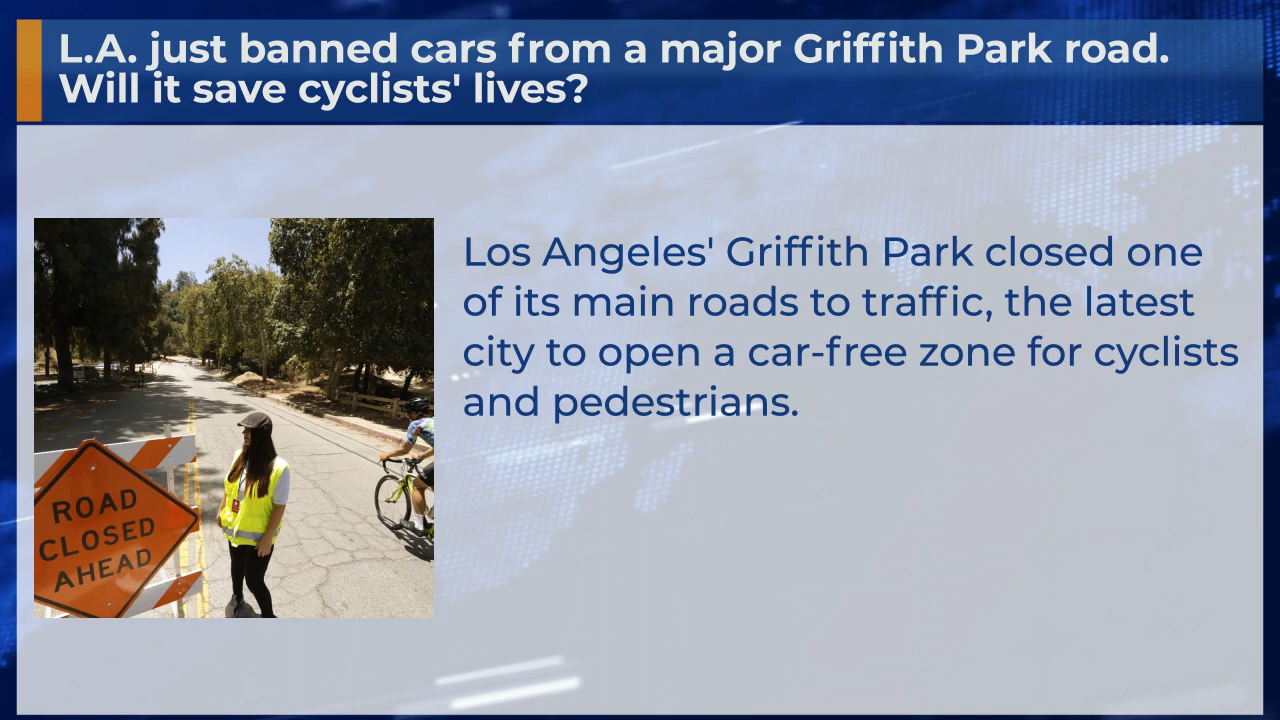 L.A. just banned cars from a major Griffith Park road.
Will it save cyclists' lives?
Los Angeles' Griffith Park closed one
of its main roads to traffic, the latest
city to open a car-free zone for cyclists
and pedestrians.
ROAD
CLOSED
AHEAD